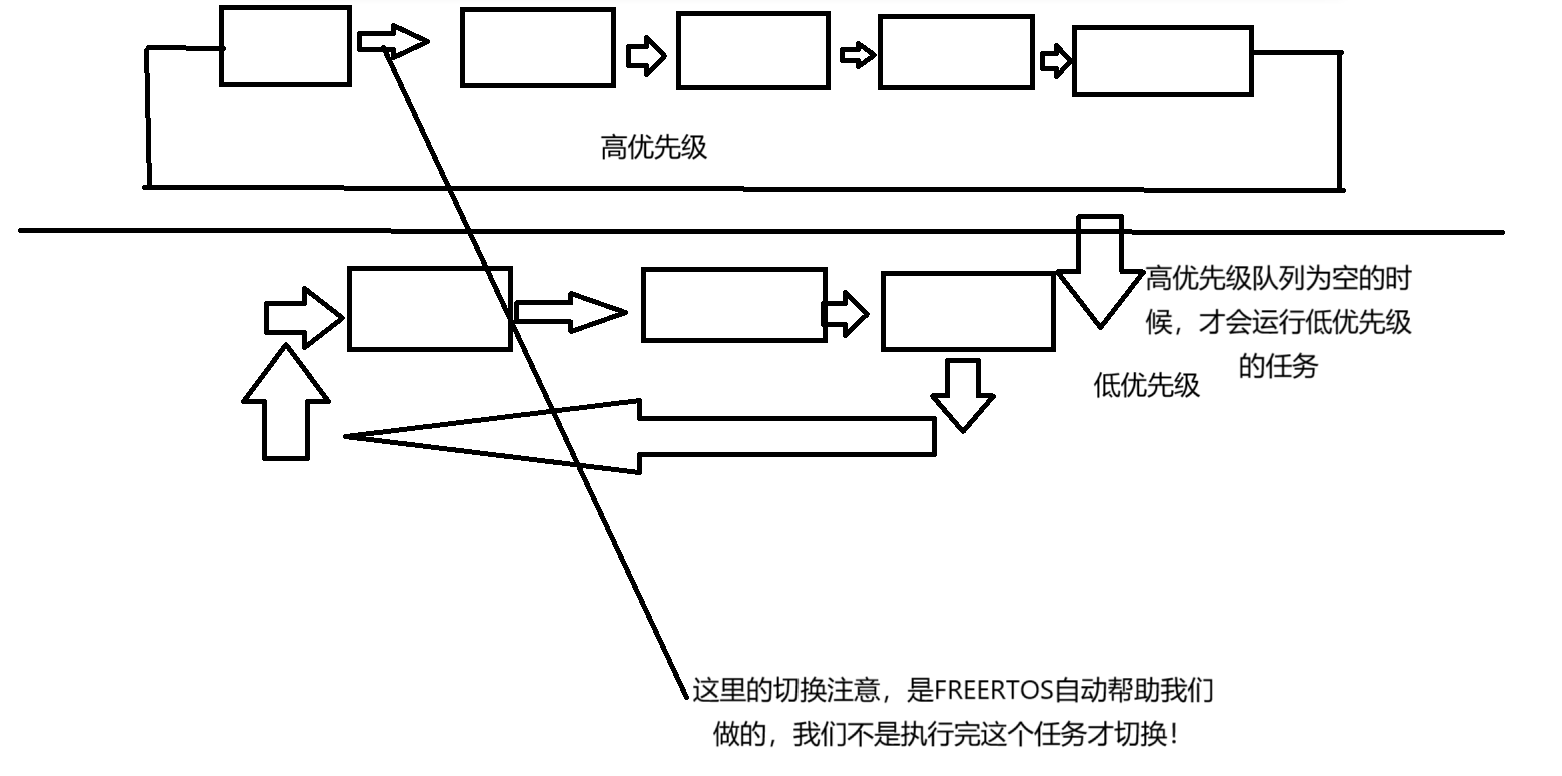 高优先级
高优先级队列为空的时
候，才会运行低优先级
的任务
低优先级
这里的切换注意，是FREERTOS自动帮助我们
做的，我们不是执行完这个任务才切换！